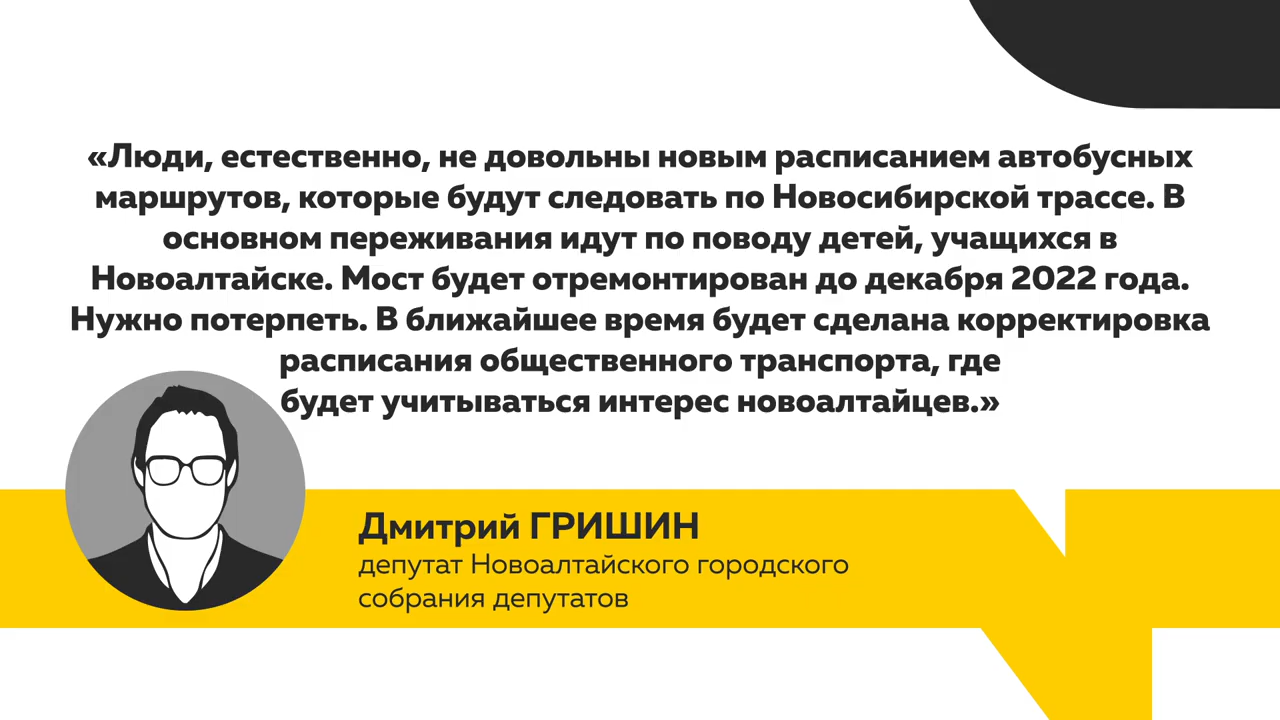 «Люди, естественно, не довольны новым расписанием автобусных
маршрутов, которые будут следовать по Новосибирской трассе. В
основном переживания идут по поводу детей, учащихся в
Новоалтайске. Мост будет отремонтирован до декабря 2022 года.
Нужно потерпеть. В ближайшее время будет сделана корректировка
расписания общественного транспорта, где
будет учитываться интерес новоалтайцев.»
Дмитрий ГРИШИН
депутат Новоалтайского городского
собрания депутатов